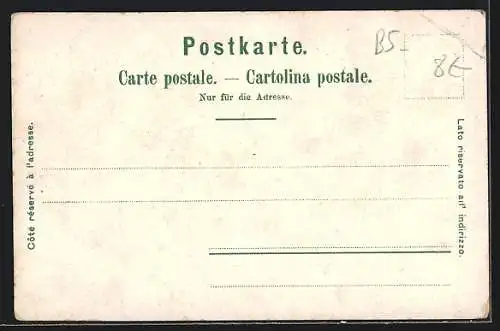 Postkarte.
Carte postale. — Cartolina postale.
Nur für die Adresse.
B5-
8€
Côté réservé à l'adresse.
Lato riservato all' indirizzo.